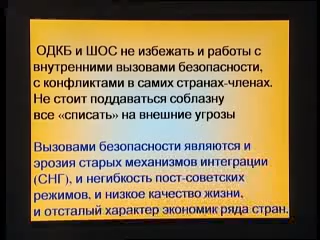 ОДКБ и ШОС не избежать и работы с
внутренними вызовами безопасности,
с конфликтами в самих странах-членах.
Не стоит поддаваться соблазну
все «списать» на внешние угрозы
Вызовами безопасности являются и
эрозия старых механизмов интеграции
(СНГ), и негибкость пост-советских
режимов, и низкое качество жизни,
и отсталый характер экономик ряда стран.